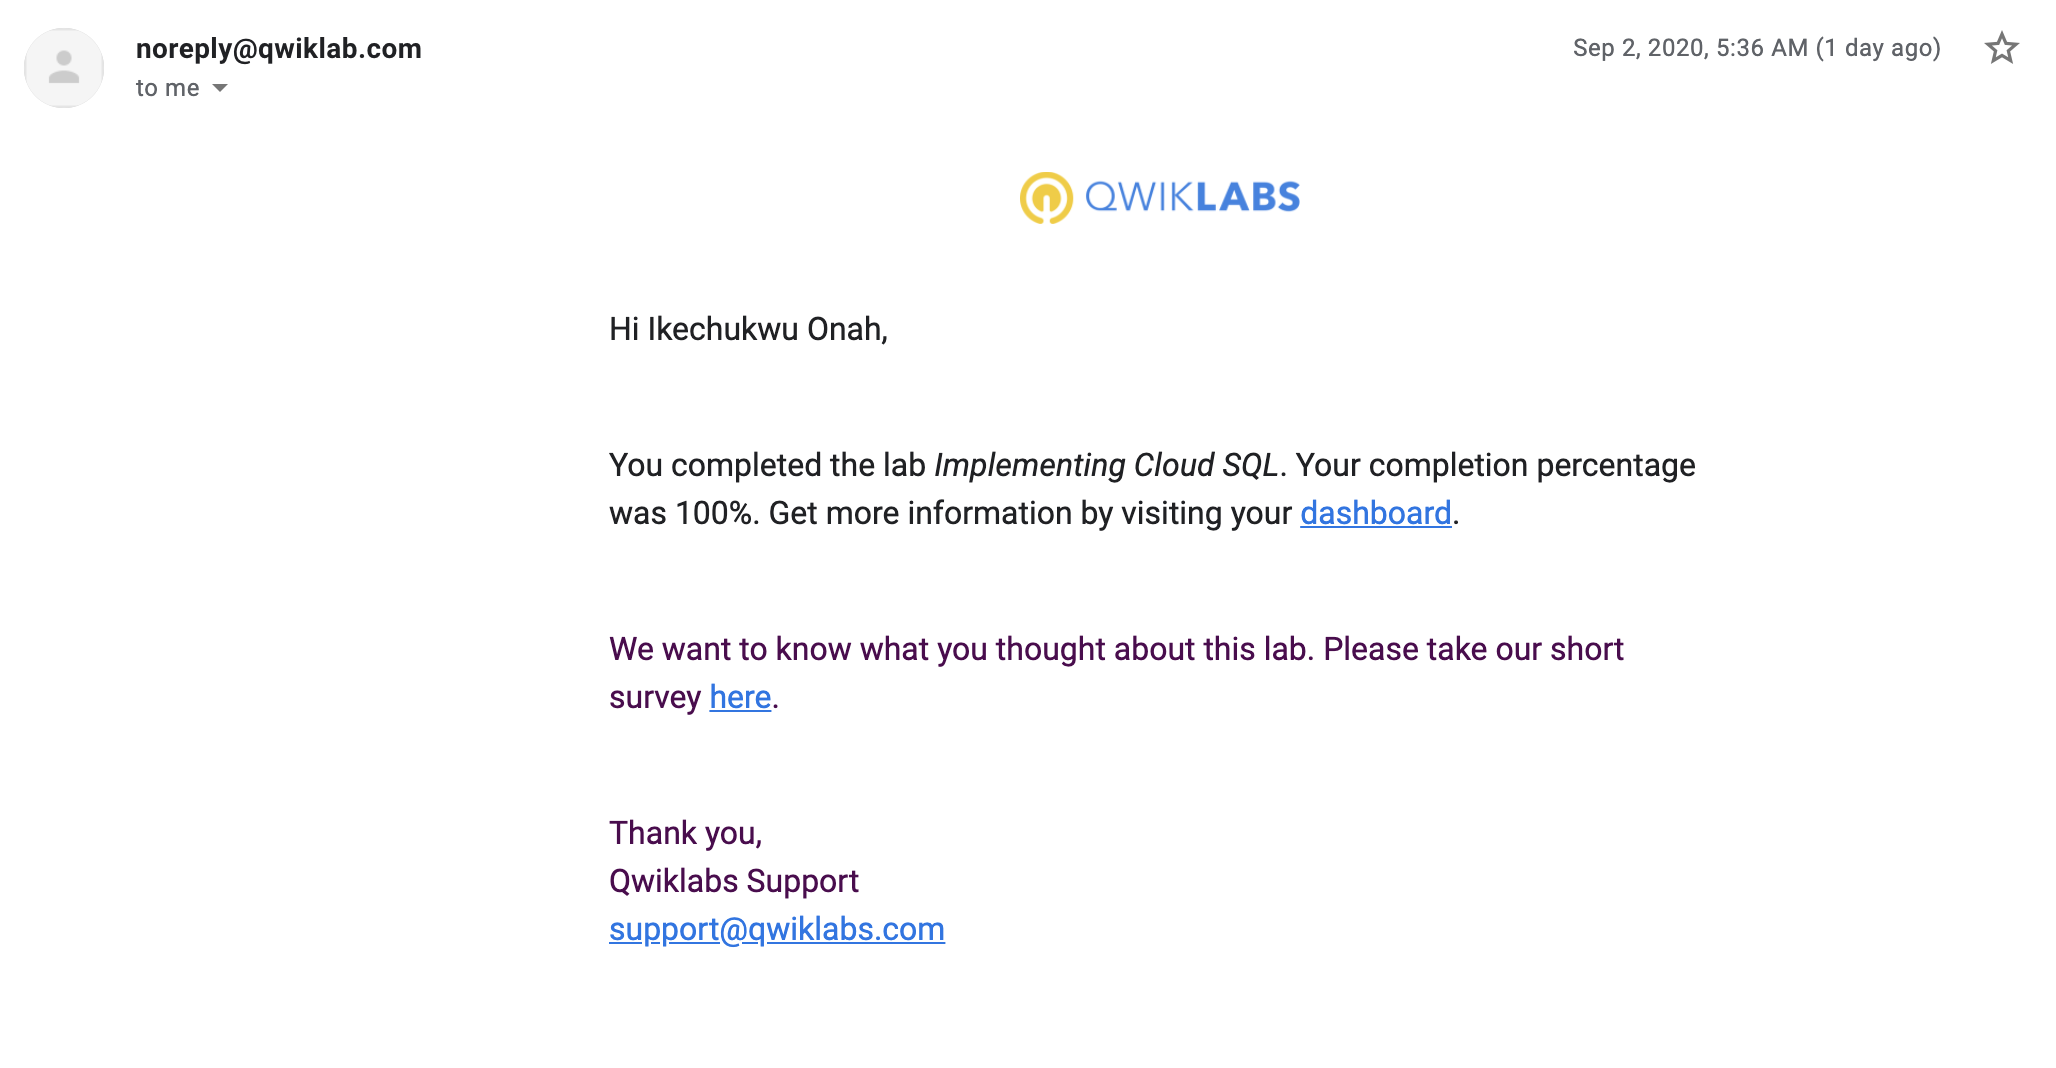 noreply@qwiklab.com
Sep 2, 2020, 5:36 AM (1 day ago)
to me
QWIKLABS
Hi Ikechukwu Onah,
You completed the lab Implementing Cloud SQL. Your completion percentage
was 100%. Get more information by visiting your dashboard.
We want to know what you thought about this lab. Please take our short
survey here.
Thank you,
Qwiklabs Support
support@qwiklabs.com